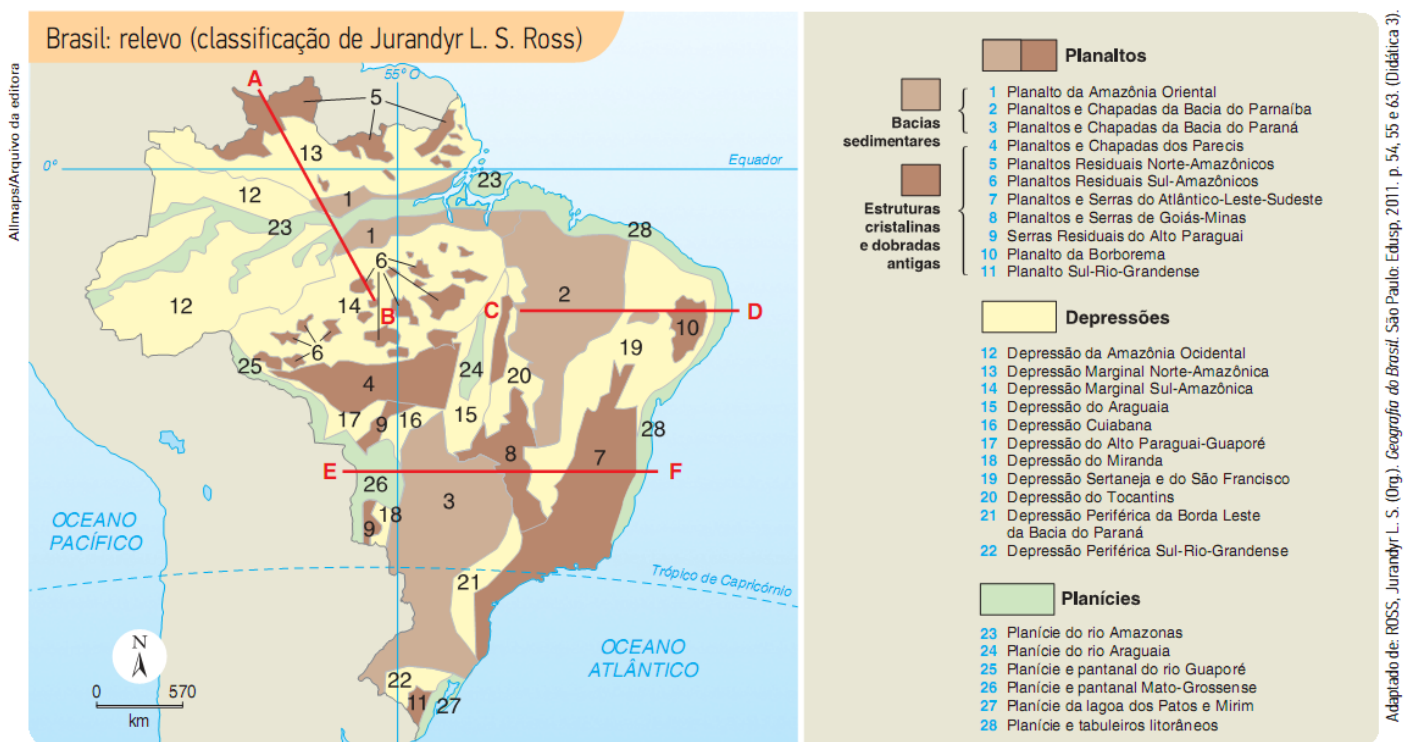 Brasil: relevo (classificação de Jurandyr L. S. Ross)
Allmaps/Arquivo da editora
A
55º O
5
13
0º
Equador
23
12
1
23
28
1
6
2
12
14
B
C
D
10
6
19
25
4
24
20
17
9
16
15
28
8
7
E
F
26
3
18
9
OCEANO
PACÍFICO
21
Trópico de Capricórnio
N
OCEANO
ATLÂNTICO
22
0
570
km
11
27
Planaltos
Bacias
sedimentares
1 Planalto da Amazônia Oriental
2 Planaltos e Chapadas da Bacia do Parnaíba
3 Planaltos e Chapadas da Bacia do Paraná
Estruturas
cristalinas
e dobradas
antigas
4 Planaltos e Chapadas dos Parecis
5 Planaltos Residuais Norte-Amazônicos
6 Planaltos Residuais Sul-Amazônicos
7 Planaltos e Serras do Atlântico-Leste-Sudeste
8 Planaltos e Serras de Goiás-Minas
9 Serras Residuais do Alto Paraguai
10 Planalto da Borborema
11 Planalto Sul-Rio-Grandense
Depressões
12 Depressão da Amazônia Ocidental
13 Depressão Marginal Norte-Amazônica
14 Depressão Marginal Sul-Amazônica
15 Depressão do Araguaia
16 Depressão Cuiabana
17 Depressão do Alto Paraguai-Guaporé
18 Depressão do Miranda
19 Depressão Sertaneja e do São Francisco
20 Depressão do Tocantins
21 Depressão Periférica da Borda Leste
da Bacia do Paraná
22 Depressão Periférica Sul-Rio-Grandense
Planícies
23 Planície do rio Amazonas
24 Planície do rio Araguaia
25 Planície e pantanal do rio Guaporé
26 Planície e pantanal Mato-Grossense
27 Planície da lagoa dos Patos e Mirim
28 Planície e tabuleiros litorâneos
Adaptado de: ROSS, Jurandyr L. S. (Org.). Geografia do Brasil. São Paulo: Edusp, 2011. p. 54, 55 e 63. (Didática 3).